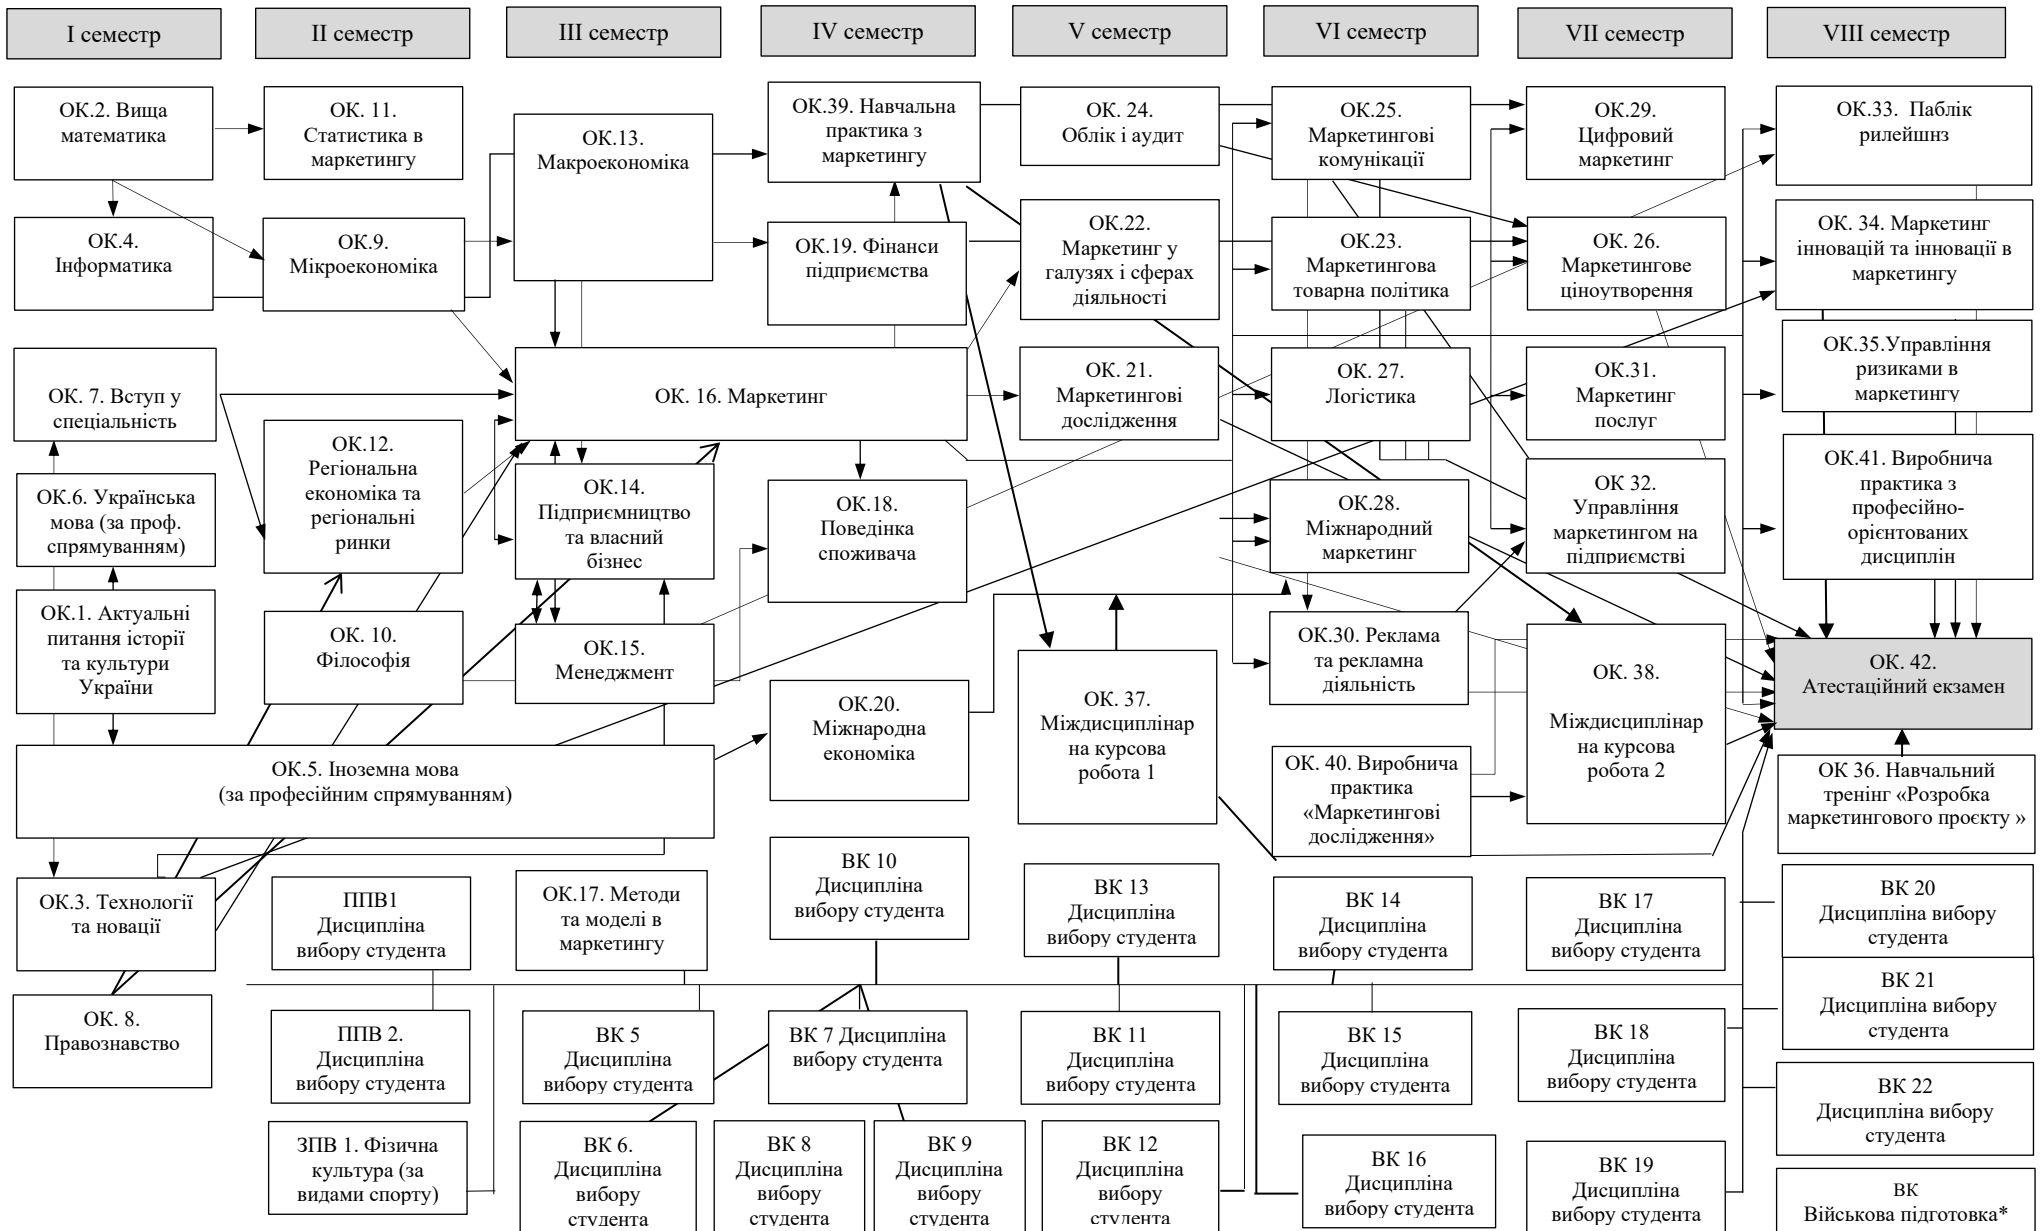 I семестр
II семестр
III семестр
IV семестр
V семестр
VI семестр
VII семестр
VIII семестр
ОК.2. Вища
математика
ОК.4.
Інформатика
ОК. 7. Вступ у
спеціальність
ОК.6. Українська
мова (за проф.
спрямуванням)
ОК.1. Актуальні
питання історії
та культури
України
ОК.5. Іноземна мова
(за професійним спрямуванням)
ОК.3. Технології
та новації
ОК. 8.
Правознавство
ОК. 11.
Статистика в
маркетингу
ОК.9.
Мікроекономіка
ОК.12.
Регіональна
економіка та
регіональні
ринки
ОК. 10.
Філософія
ППВ1
Дисципліна
вибору студента
ППВ 2.
Дисципліна
вибору студента
ЗПВ 1. Фізична
культура (за
видами спорту)
ОК.13.
Макроекономіка
ОК. 16. Маркетинг
ОК.14.
Підприємництво
та власний
бізнес
ОК.15.
Менеджмент
ОК.17. Методи
та моделі в
маркетингу
ВК 5
Дисципліна
вибору студента
ВК 6.
Дисципліна
вибору
студента
ОК.39. Навчальна
практика з
маркетингу
ОК.19. Фінанси
підприємства
ОК.18.
Поведінка
споживача
ОК.20.
Міжнародна
економіка
ВК 10
Дисципліна
вибору студента
ВК 7 Дисципліна
вибору студента
ВК 8
Дисципліна
вибору
студента
ВК 9
Дисципліна
вибору
студента
ОК. 24.
Облік і аудит
ОК.22.
Маркетинг у
галузях і сферах
діяльності
ОК. 21.
Маркетингові
дослідження
ОК. 37.
Міждисциплінар
на курсова
робота 1
ВК 13
Дисципліна
вибору студента
ВК 11
Дисципліна
вибору студента
ВК 12
Дисципліна
вибору
студента
ОК.25.
Маркетингові
комунікації
ОК.23.
Маркетингова
товарна політика
ОК. 27.
Логістика
ОК.28.
Міжнародний
маркетинг
ОК.30. Реклама
та рекламна
діяльність
ОК. 40. Виробнича
практика
«Маркетингові
дослідження»
ВК 14
Дисципліна
вибору студента
ВК 15
Дисципліна
вибору студента
ВК 16
Дисципліна
вибору студента
ОК.29.
Цифровий
маркетинг
ОК. 26.
Маркетингове
ціноутворення
ОК.31.
Маркетинг
послуг
ОК 32.
Управління
маркетингом на
підприємстві
ОК. 38.
Міждисциплінар
на курсова
робота 2
ВК 17
Дисципліна
вибору студента
ВК 18
Дисципліна
вибору студента
ВК 19
Дисципліна
вибору студента
ОК.33. Паблік
рилейшнз
ОК. 34. Маркетинг
інновацій та інновації в
маркетингу
ОК.35.Управління
ризиками в
маркетингу
ОК.41. Виробнича
практика з
професійно-
орієнтованих
дисциплін
ОК. 42.
Атестаційний екзамен
ОК 36. Навчальний
тренінг «Розробка
маркетингового проєкту »
ВК 20
Дисципліна вибору
студента
ВК 21
Дисципліна вибору
студента
ВК 22
Дисципліна вибору
студента
ВК
Військова підготовка*